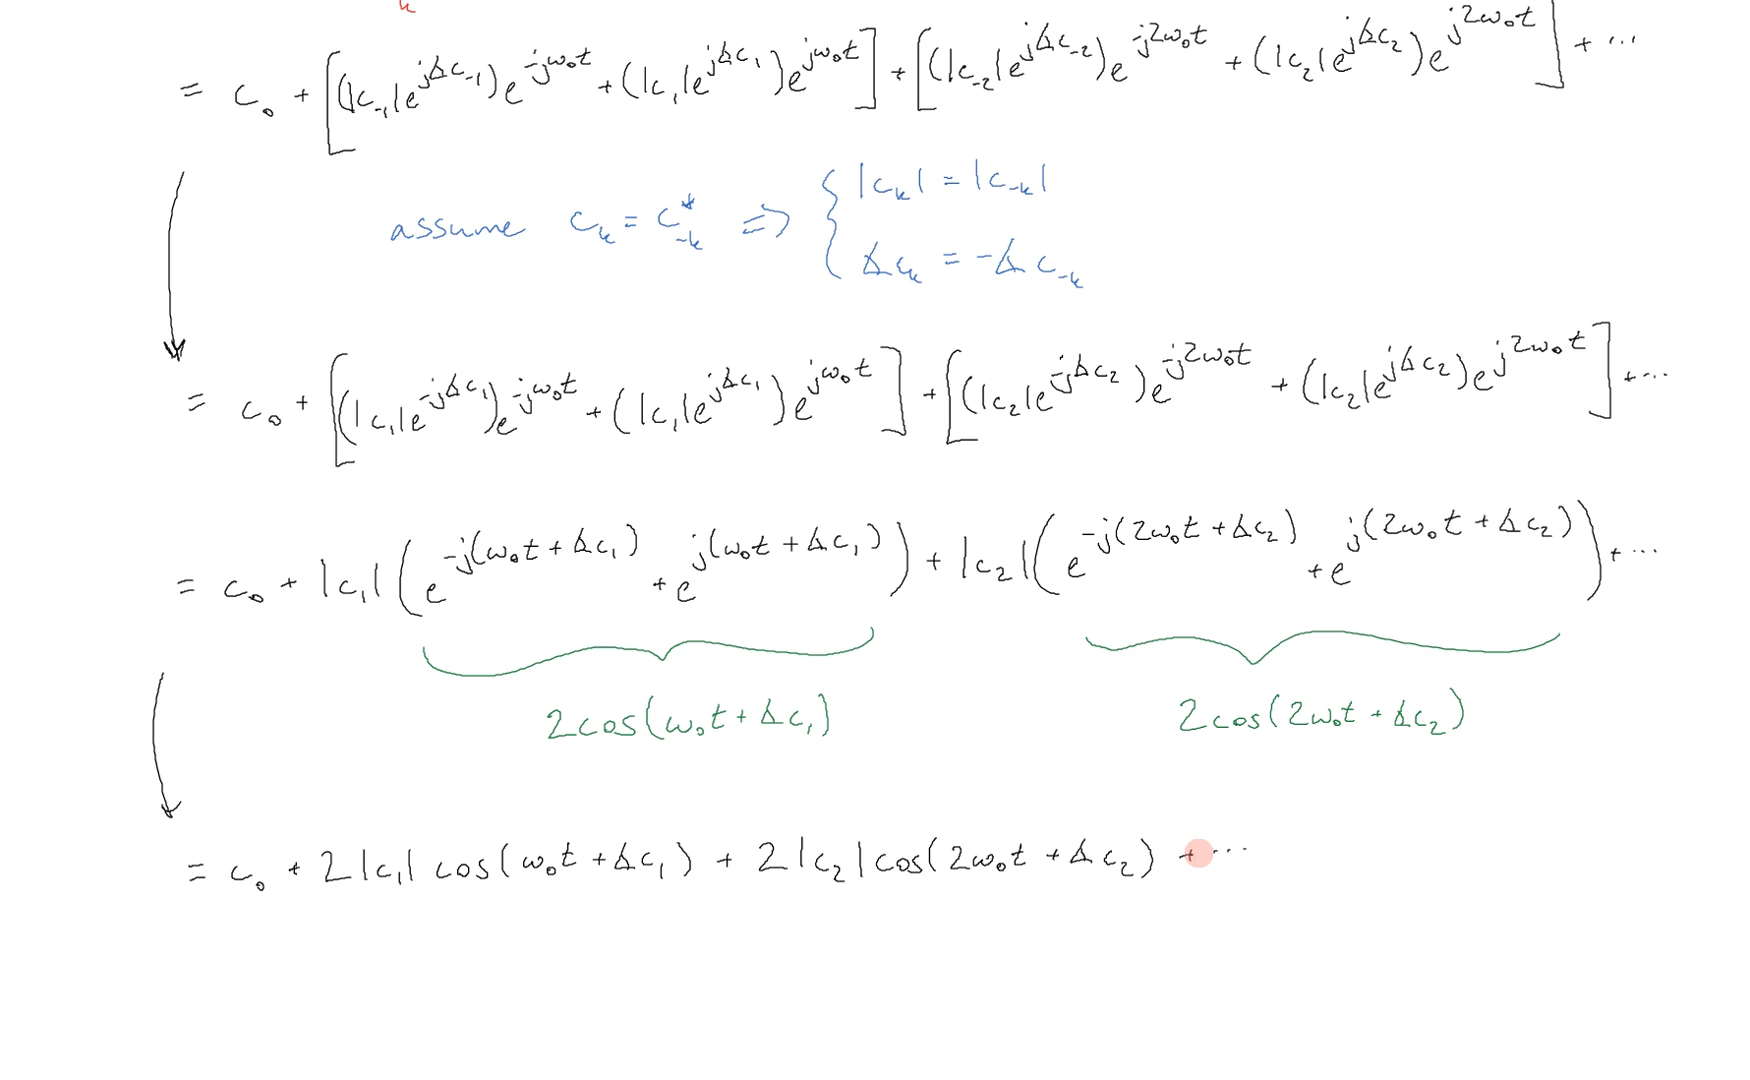 k
= c₀ + [(|c₋₁|e^{j∡c₋₁})e^{-jω₀t} + (|c₁|e^{j∡c₁})e^{jω₀t}] + [(|c₋₂|e^{j∡c₋₂})e^{-j2ω₀t} + (|c₂|e^{j∡c₂})e^{j2ω₀t}] + ...
assume c_k = c*_{-k} => { |c_k| = |c_{-k}|
∡c_k = -∡c_{-k}
= c₀ + [(|c₁|e^{-j∡c₁})e^{-jω₀t} + (|c₁|e^{j∡c₁})e^{jω₀t}] + [(|c₂|e^{-j∡c₂})e^{-j2ω₀t} + (|c₂|e^{j∡c₂})e^{j2ω₀t}] + ...
= c₀ + |c₁|(e^{-j(ω₀t + ∡c₁)} + e^{j(ω₀t + ∡c₁)}) + |c₂|(e^{-j(2ω₀t + ∡c₂)} + e^{j(2ω₀t + ∡c₂)}) + ...
2cos(ω₀t + ∡c₁) 2cos(2ω₀t + ∡c₂)
= c₀ + 2|c₁| cos(ω₀t + ∡c₁) + 2|c₂| cos(2ω₀t + ∡c₂) + ...